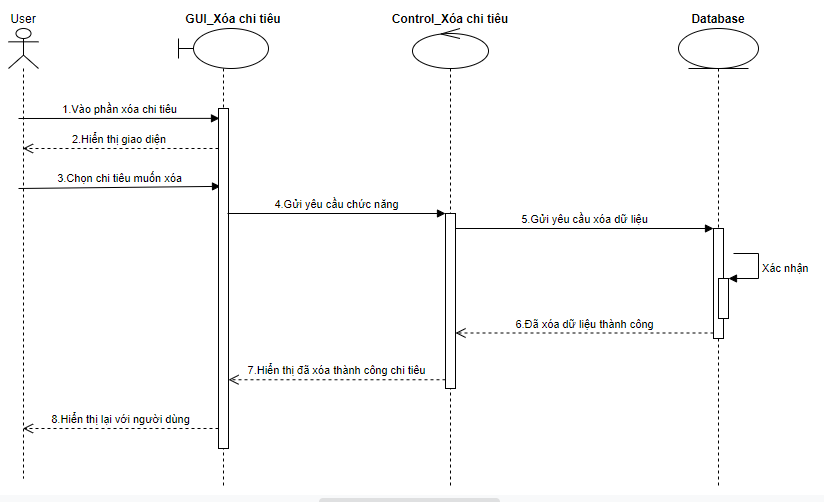 User
GUI_Xóa chi tiêu
Control_Xóa chi tiêu
Database
1.Vào phần xóa chi tiêu
2.Hiển thị giao diện
3.Chọn chi tiêu muốn xóa
4.Gửi yêu cầu chức năng
5.Gửi yêu cầu xóa dữ liệu
Xác nhận
6.Đã xóa dữ liệu thành công
7.Hiển thị đã xóa thành công chi tiêu
8.Hiển thị lại với người dùng